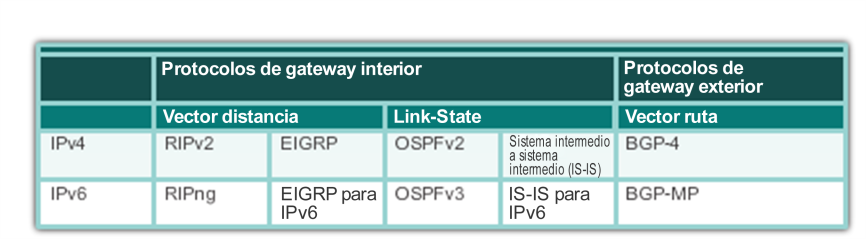 Protocolos de gateway interior
Protocolos de
gateway exterior
Vector distancia
Link-State
Vector ruta
IPv4
RIPv2
EIGRP
OSPFv2
Sistema intermedio
a sistema
intermedio (IS-IS)
BGP-4
IPv6
RIPng
EIGRP para
IPv6
OSPFv3
IS-IS para
IPv6
BGP-MP